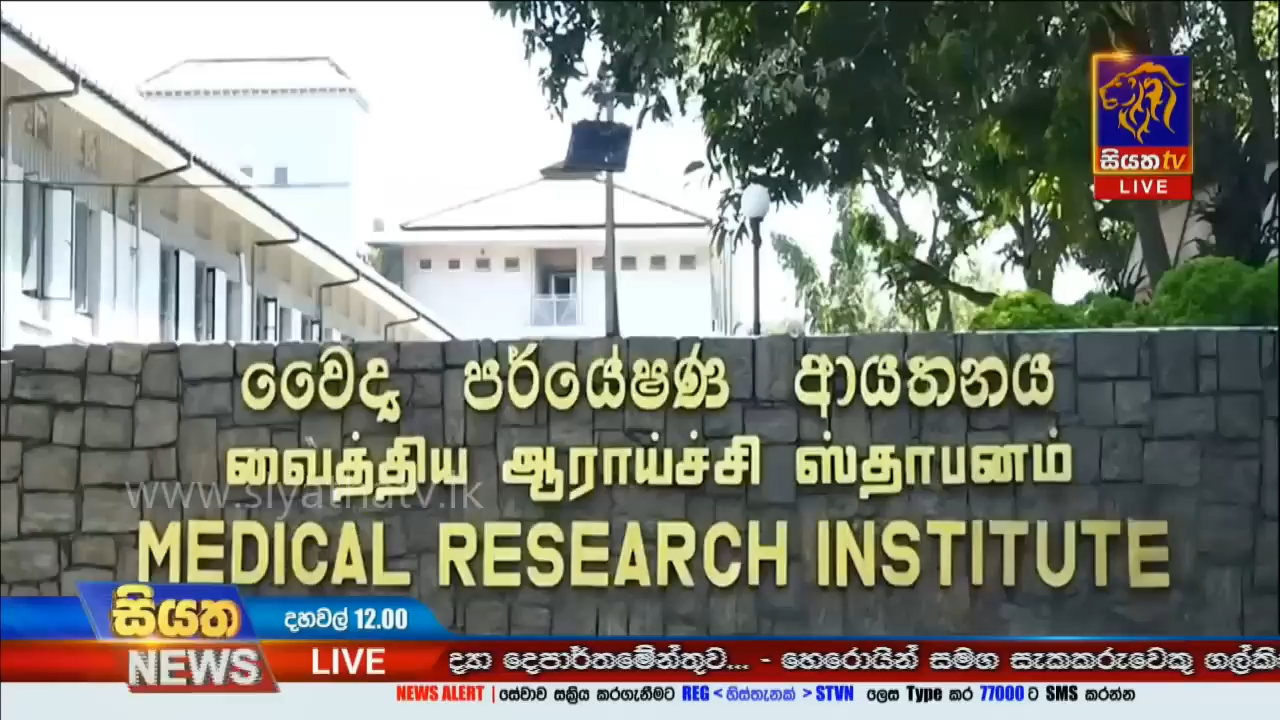 සියත tv
LIVE
වෛද්‍ය පර්යේෂණ ආයතනය
வைத்திய ஆராய்ச்சி ஸ்தாபனம்
www.siyathatv.lk
MEDICAL RESEARCH INSTITUTE
සියත
දහවල් 12.00
NEWS
LIVE
ද්‍යා දෙපාර්තමේන්තුව... - හෙරොයින් සමග සැකකරුවෙකු ගල්කි
NEWS ALERT | සේවාව සක්‍රිය කරගැනීමට REG < හිස්තැනක් > STVN ලෙස Type කර 77000 ට SMS කරන්න